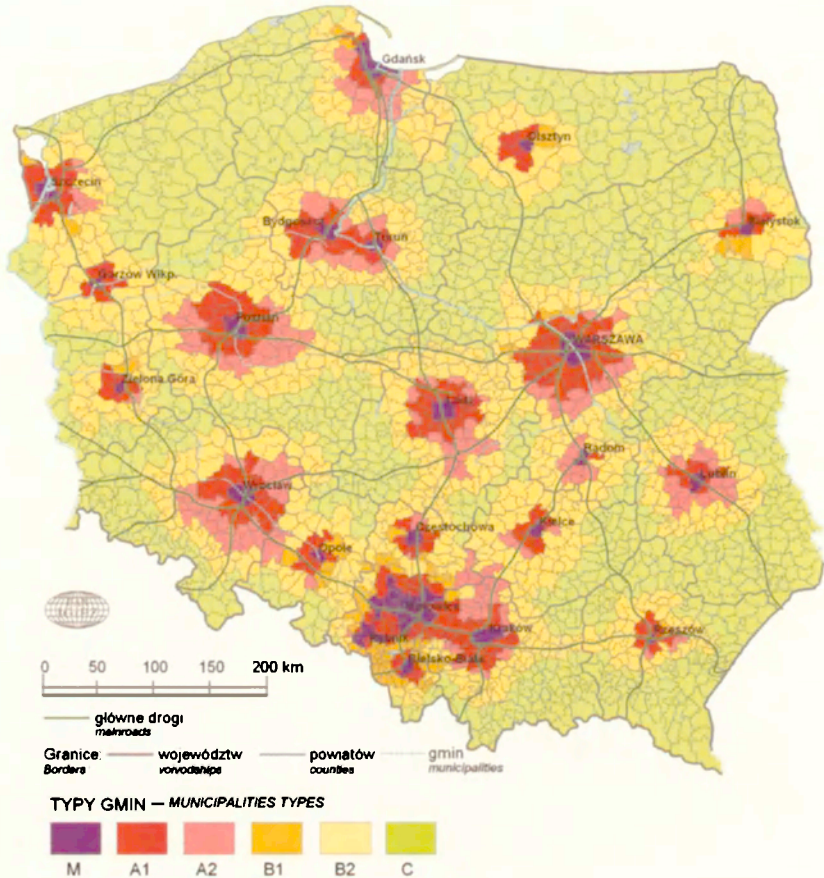 Gdańsk
Olsztyn
Szczecin
Białystok
Bydgoszcz
Toruń
Gorzów Wlkp.
Poznań
WARSZAWA
Zielona Góra
Łódź
Radom
Lublin
Wrocław
Częstochowa
Kielce
Opole
Katowice
Kraków
Rzeszów
Rybnik
Bielsko-Biała
0 50 100 150 200 km
główne drogi
mainroads
Granice: województw powiatów gmin
Borders voivodships counties municipalities
TYPY GMIN — MUNICIPALITIES TYPES
M A1 A2 B1 B2 C